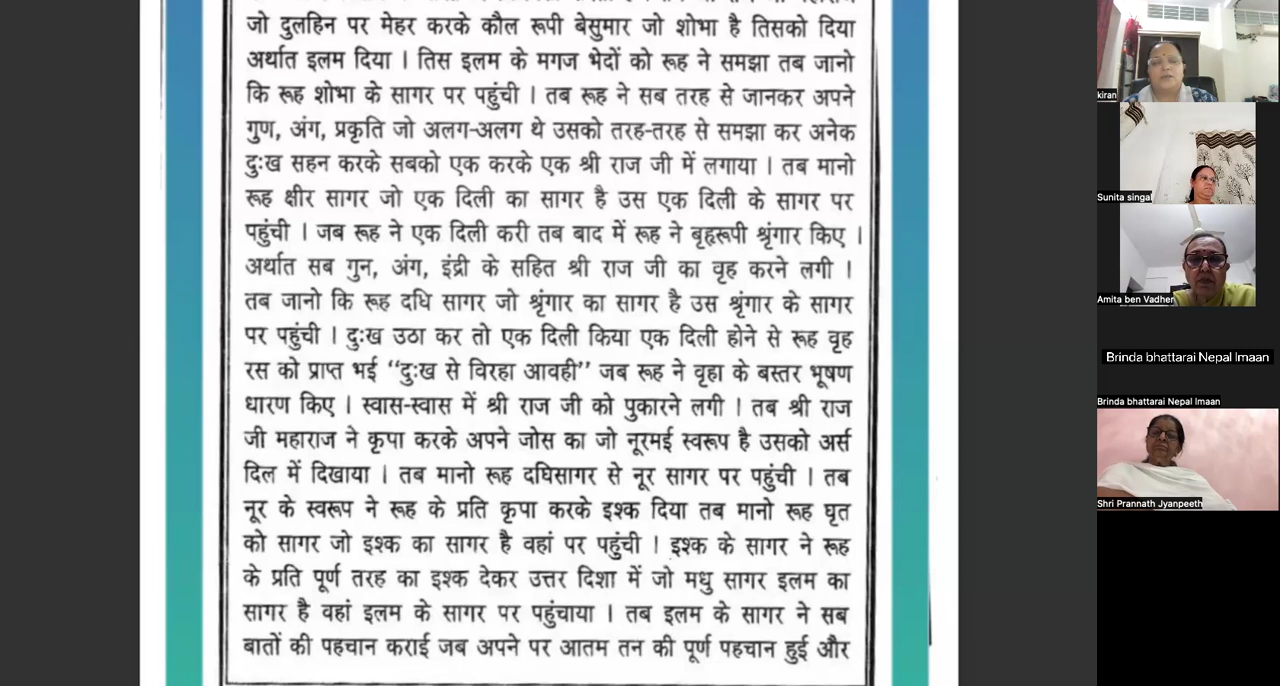 जो दुलहिन पर मेहर करके कौल रूपी बेसुमार जो शोभा है तिसको दिया
अर्थात इलम दिया । तिस इलम के मगज भेदों को रूह ने समझा तब जानो
कि रूह शोभा के सागर पर पहुंची । तब रूह ने सब तरह से जानकर अपने
गुण, अंग, प्रकृति जो अलग-अलग थे उसको तरह-तरह से समझा कर अनेक
दुःख सहन करके सबको एक करके एक श्री राज जी में लगाया । तब मानो
रूह क्षीर सागर जो एक दिली का सागर है उस एक दिली के सागर पर
पहुंची । जब रूह ने एक दिली करी तब बाद में रूह ने बृहरूपी श्रृंगार किए ।
अर्थात सब गुन, अंग, इंद्री के सहित श्री राज जी का वृह करने लगी ।
तब जानो कि रूह दधि सागर जो श्रृंगार का सागर है उस श्रृंगार के सागर
पर पहुंची । दुःख उठा कर तो एक दिली किया एक दिली होने से रूह वृह
रस को प्राप्त भई "दुःख से विरहा आवही" जब रूह ने वृहा के बस्तर भूषण
धारण किए । स्वास-स्वास में श्री राज जी को पुकारने लगी । तब श्री राज
जी महाराज ने कृपा करके अपने जोस का जो नूरमई स्वरूप है उसको अर्स
दिल में दिखाया । तब मानो रूह दधिसागर से नूर सागर पर पहुंची । तब
नूर के स्वरूप ने रूह के प्रति कृपा करके इश्क दिया तब मानो रूह घृत
को सागर जो इश्क का सागर है वहां पर पहुंची । इश्क के सागर ने रूह
के प्रति पूर्ण तरह का इश्क देकर उत्तर दिशा में जो मधु सागर इलम का
सागर है वहां इलम के सागर पर पहुंचाया । तब इलम के सागर ने सब
बातों की पहचान कराई जब अपने पर आतम तन की पूर्ण पहचान हुई और
kiran
Sunita singal
Amita ben Vadher
Brinda bhattarai Nepal Imaan
Brinda bhattarai Nepal Imaan
Shri Prannath Jyanpeeth